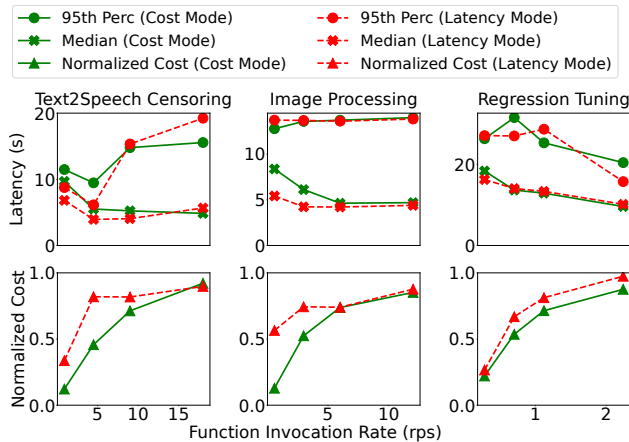 95th Perc (Cost Mode) 95th Perc (Latency Mode)
Median (Cost Mode) Median (Latency Mode)
Normalized Cost (Cost Mode) Normalized Cost (Latency Mode)
Text2Speech Censoring Image Processing Regression Tuning
Latency (s)
20
10
0
10
5
0
20
0
Normalized Cost
1.0
0.5
0.0
1.0
0.5
0.0
1.0
0.5
0.0
5 10 15 5 10 1 2
Function Invocation Rate (rps)